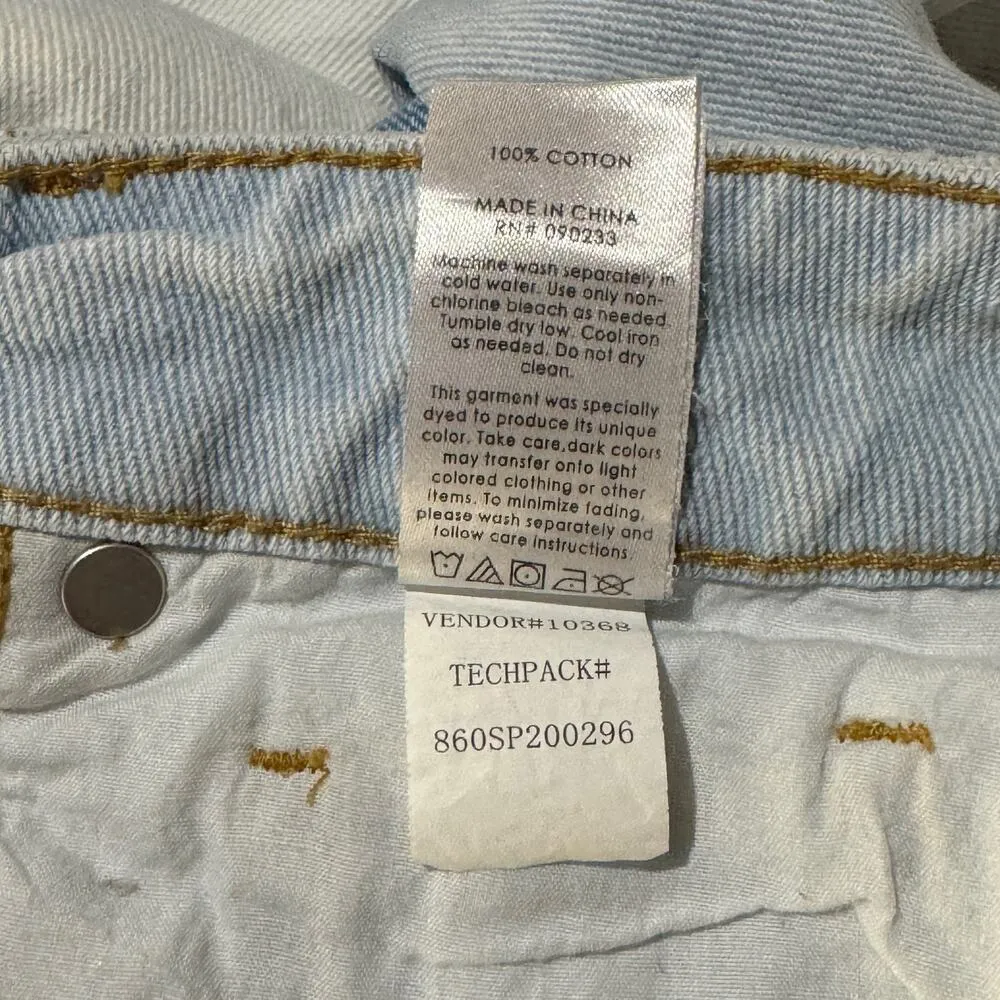 100% COTTON
MADE IN CHINA
RN# 090233
Machine wash separately in
cold water. Use only non-
chlorine bleach as needed.
Tumble dry low. Cool iron
as needed. Do not dry
clean.
This garment was specially
dyed to produce its unique
color. Take care,dark colors
may transfer onto light
colored clothing or other
items. To minimize fading,
please wash separately and
follow care instructions.
VENDOR#10368
TECHPACK#
860SP200296